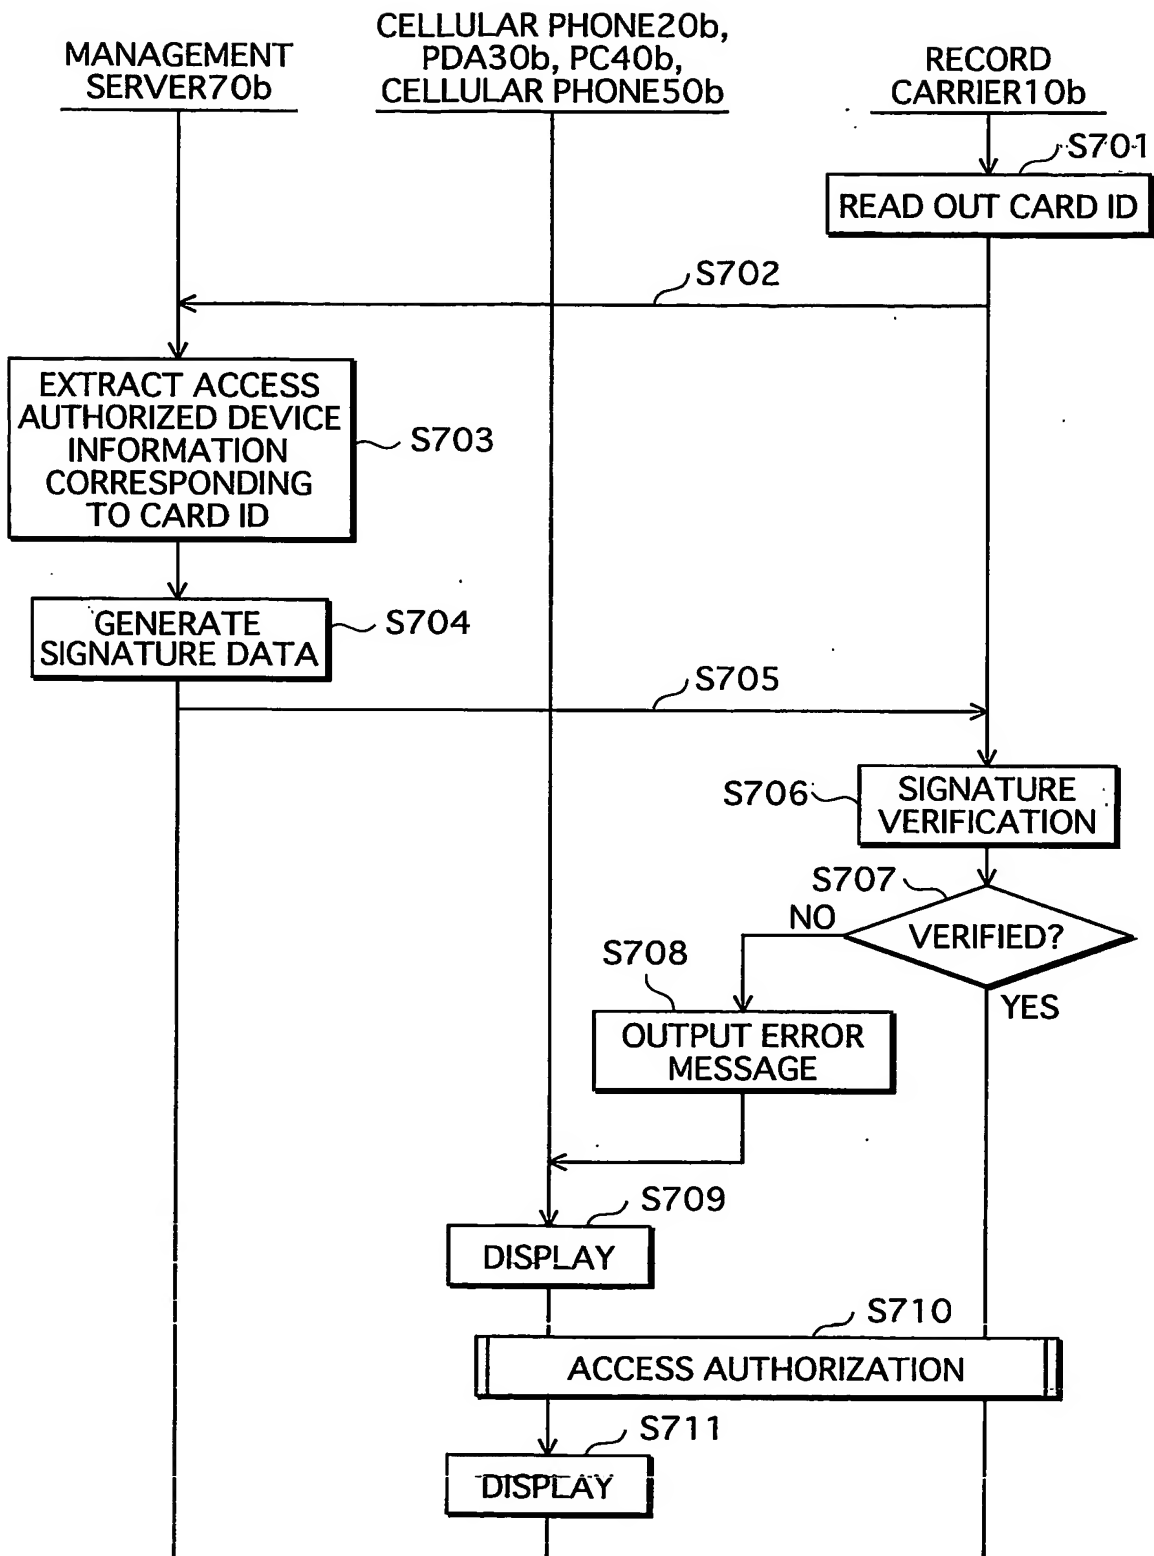 MANAGEMENT
SERVER70b
CELLULAR PHONE20b,
PDA30b, PC40b,
CELLULAR PHONE50b
RECORD
CARRIER10b
S701
READ OUT CARD ID
S702
EXTRACT ACCESS
AUTHORIZED DEVICE
INFORMATION
CORRESPONDING
TO CARD ID
S703
GENERATE
SIGNATURE DATA
S704
S705
S706
SIGNATURE
VERIFICATION
S707
NO
VERIFIED?
YES
S708
OUTPUT ERROR
MESSAGE
S709
DISPLAY
S710
ACCESS AUTHORIZATION
S711
DISPLAY